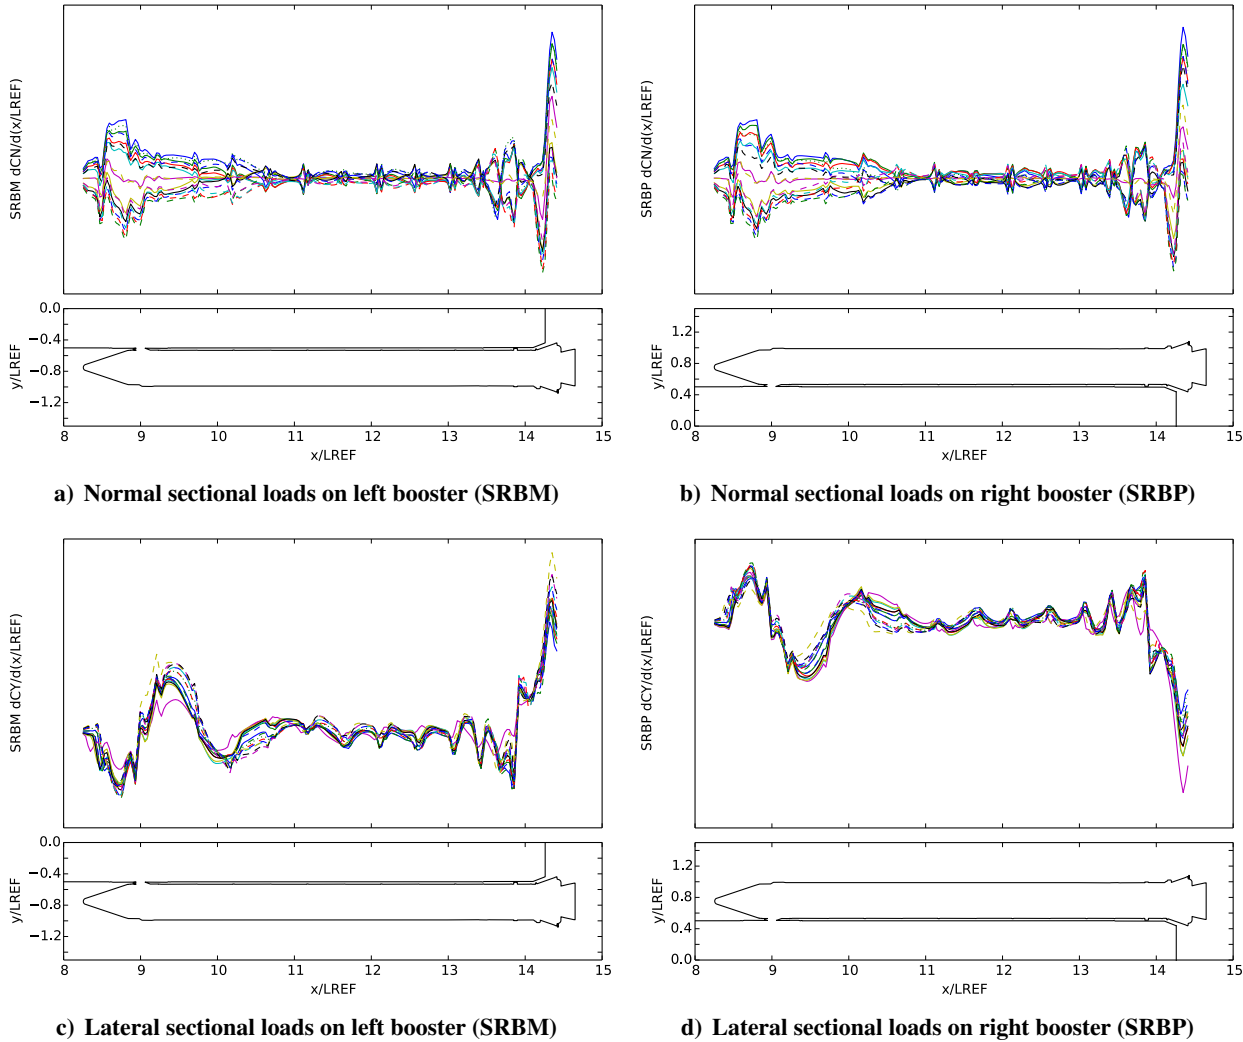 SRBM dCN/d(x/LREF)
0.0
−0.4
−0.8
−1.2
y/LREF
8 9 10 11 12 13 14 15
x/LREF
a) Normal sectional loads on left booster (SRBM)
SRBP dCN/d(x/LREF)
1.2
0.8
0.4
0.0
y/LREF
8 9 10 11 12 13 14 15
x/LREF
b) Normal sectional loads on right booster (SRBP)
SRBM dCY/d(x/LREF)
0.0
−0.4
−0.8
−1.2
y/LREF
8 9 10 11 12 13 14 15
x/LREF
c) Lateral sectional loads on left booster (SRBM)
SRBP dCY/d(x/LREF)
1.2
0.8
0.4
0.0
y/LREF
8 9 10 11 12 13 14 15
x/LREF
d) Lateral sectional loads on right booster (SRBP)